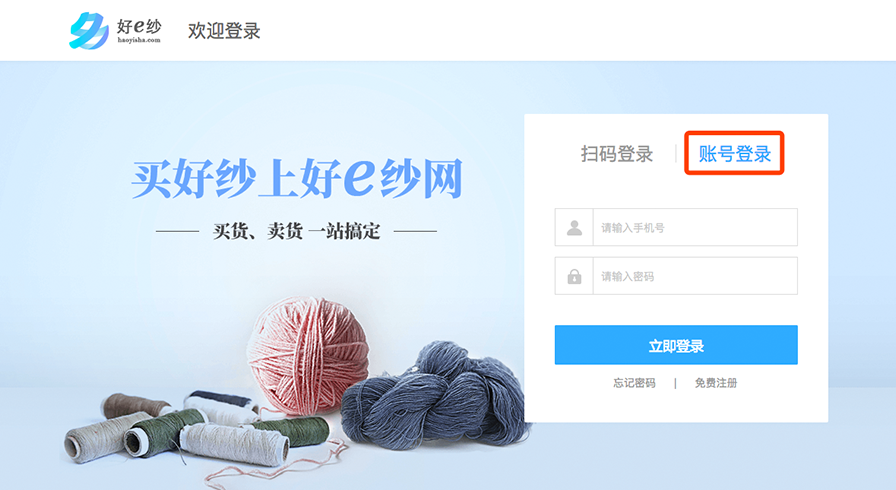 好e纱
haoyisha.com
欢迎登录
买好纱上好e纱网
买货、卖货 一站搞定
扫码登录 | 账号登录
请输入手机号
请输入密码
立即登录
忘记密码 | 免费注册